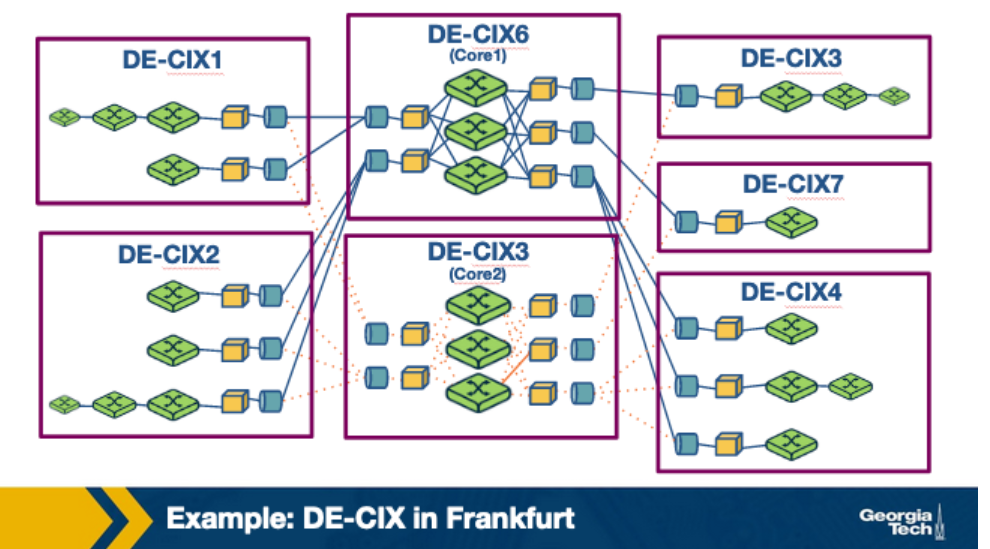 DE-CIX1
DE-CIX6
(Core1)
DE-CIX3
DE-CIX7
DE-CIX2
DE-CIX3
(Core2)
DE-CIX4
Example: DE-CIX in Frankfurt
Georgia
Tech